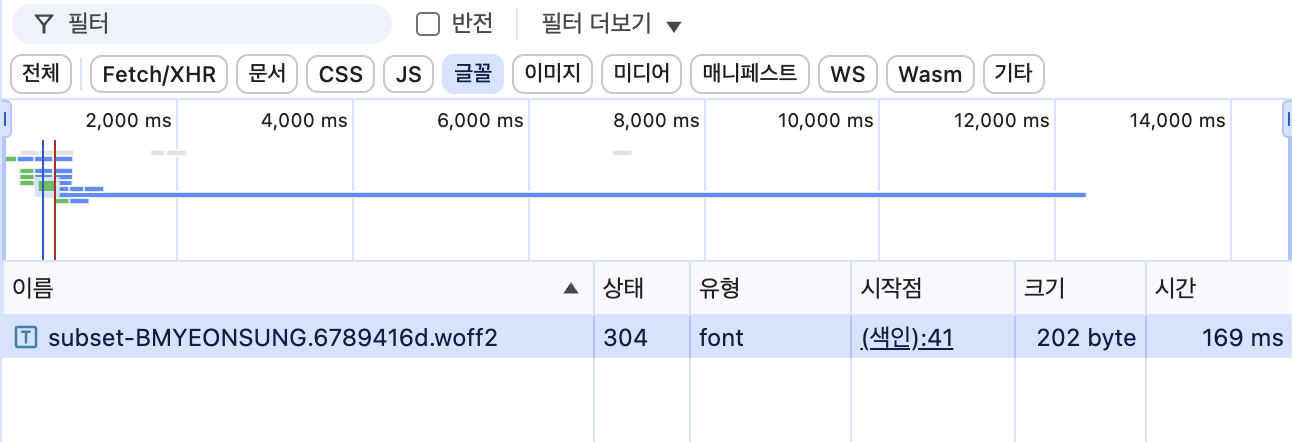 필터 반전 필터 더보기 ▼
전체 Fetch/XHR 문서 CSS JS 글꼴 이미지 미디어 매니페스트 WS Wasm 기타
2,000 ms 4,000 ms 6,000 ms 8,000 ms 10,000 ms 12,000 ms 14,000 ms
이름 ▲ 상태 유형 시작점 크기 시간
T subset-BMYEONSUNG.6789416d.woff2 304 font (색인):41 202 byte 169 ms